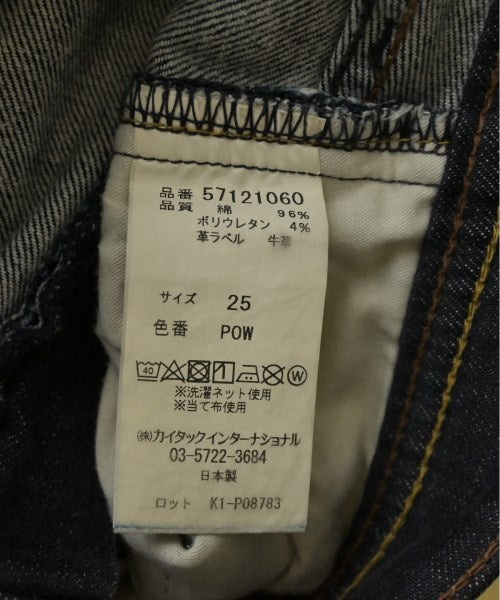 品番 57121060
品質 綿 96%
ポリウレタン 4%
革ラベル 牛革
サイズ 25
色番 POW
40 W
※洗濯ネット使用
※当て布使用
㈱カイタックインターナショナル
03-5722-3684
日本製
ロット K1-P08783